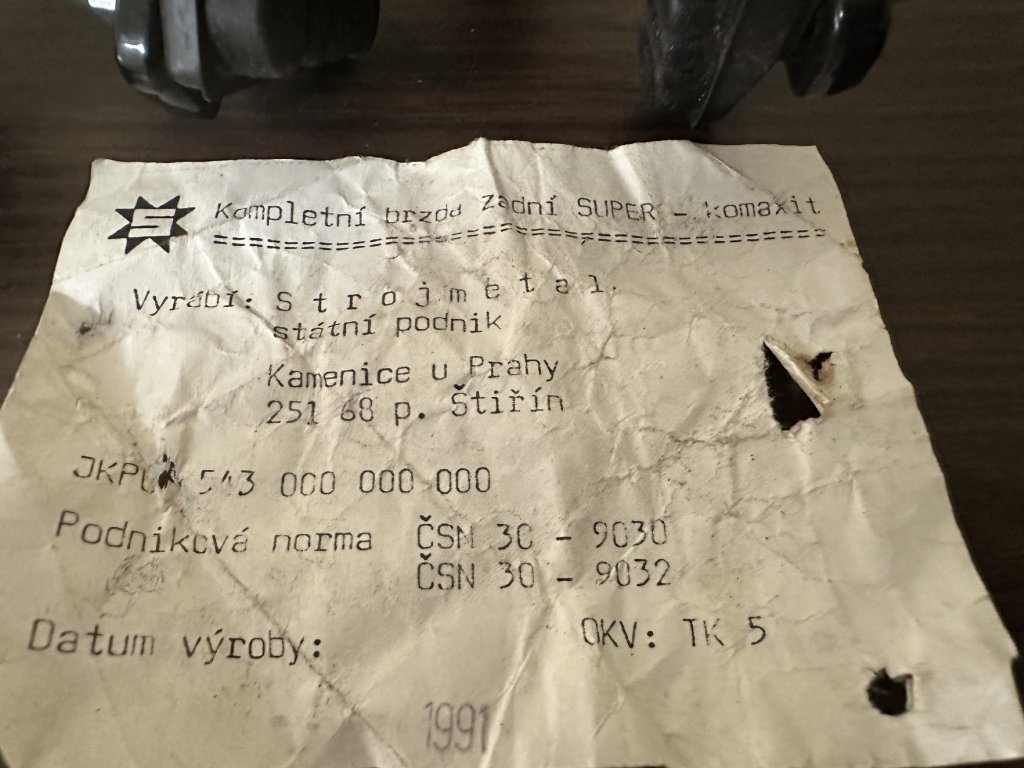 S
Kompletní brzda zadní SUPER - komaxit
=====================================
Vyrábí: S t r o j m e t a l.
státní podnik
Kamenice u Prahy
251 68 p. Štiřín
000 000 000
Podniková norma ČSN 30 - 9030
ČSN 30 - 9032
Datum výroby: OKV: TK 5
1991